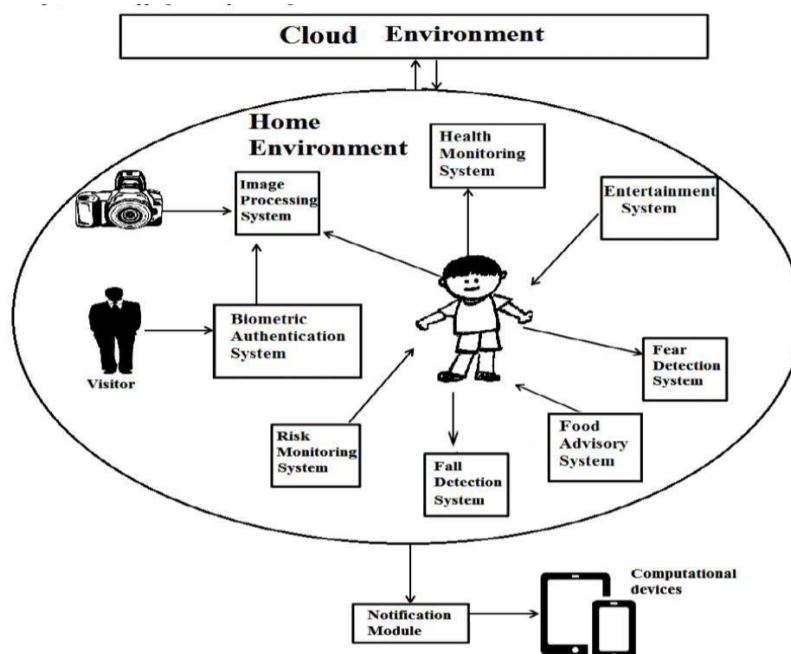 Cloud Environment
Home
Environment
Health
Monitoring
System
Image
Processing
System
Entertainment
System
Biometric
Authentication
System
Visitor
Fear
Detection
System
Risk
Monitoring
System
Food
Advisory
System
Fall
Detection
System
Notification
Module
Computational
devices